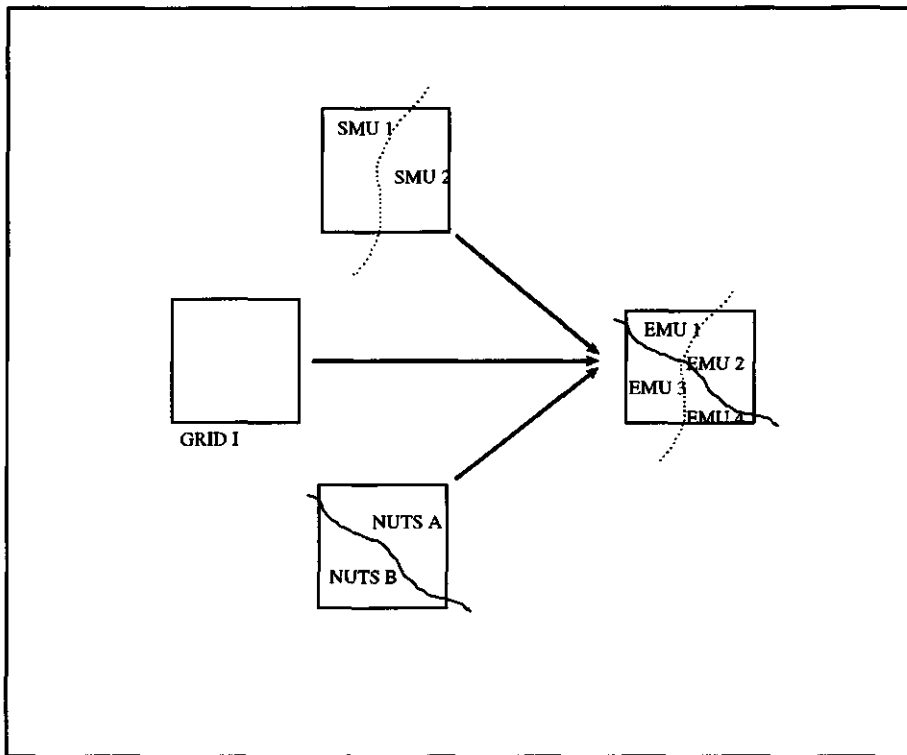 SMU 1
SMU 2
GRID I
EMU 1
EMU 2
EMU 3
EMU 4
NUTS A
NUTS B